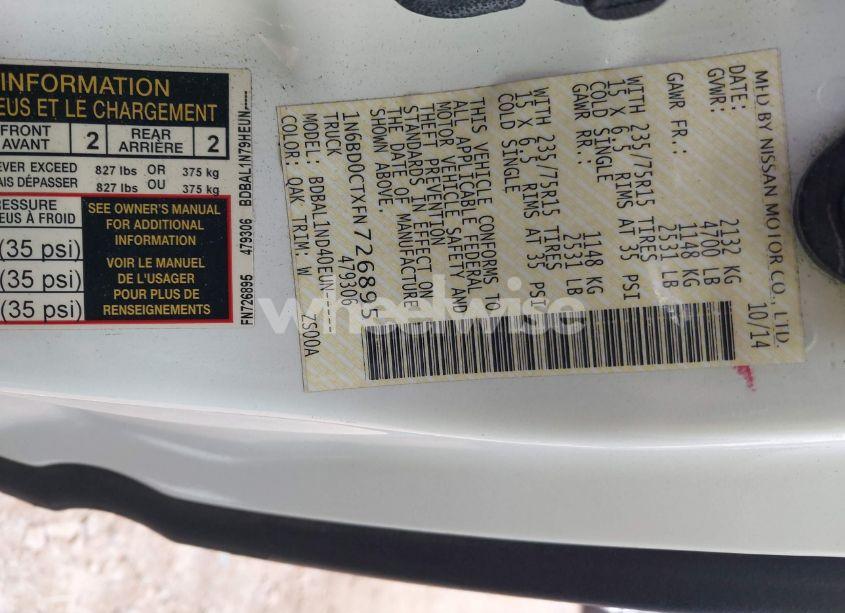 INFORMATION
EUS ET LE CHARGEMENT
FRONT
AVANT
2
REAR
ARRIÈRE
2
EVER EXCEED 827 lbs OR 375 kg
AIS DÉPASSER 827 lbs OU 375 kg
RESSURE
EUS À FROID
(35 psi)
(35 psi)
(35 psi)
SEE OWNER'S MANUAL
FOR ADDITIONAL
INFORMATION
VOIR LE MANUEL
DE L'USAGER
POUR PLUS DE
RENSEIGNEMENTS
FN726895 479306 BDBAL1N79HEUN-----
MFD BY NISSAN MOTOR CO., LTD.
DATE: 10/14
GVWR: 2132 KG
4700 LB
GAWR FR.: 1148 KG
2531 LB
WITH 235/75R15 TIRES
15 X 6.5 RIMS AT 35 PSI
COLD SINGLE
GAWR RR.: 1148 KG
2531 LB
WITH 235/75R15 TIRES
15 X 6.5 RIMS AT 35 PSI
COLD SINGLE
THIS VEHICLE CONFORMS TO
ALL APPLICABLE FEDERAL
MOTOR VEHICLE SAFETY AND
THEFT PREVENTION
STANDARDS IN EFFECT ON
THE DATE OF MANUFACTURE
SHOWN ABOVE.
1N6BD0CTXFN726895
TRUCK 479306
MODEL: BDBAL1ND4DEUN-----
COLOR: QAK TRIM: W ZS00A
wheelwise